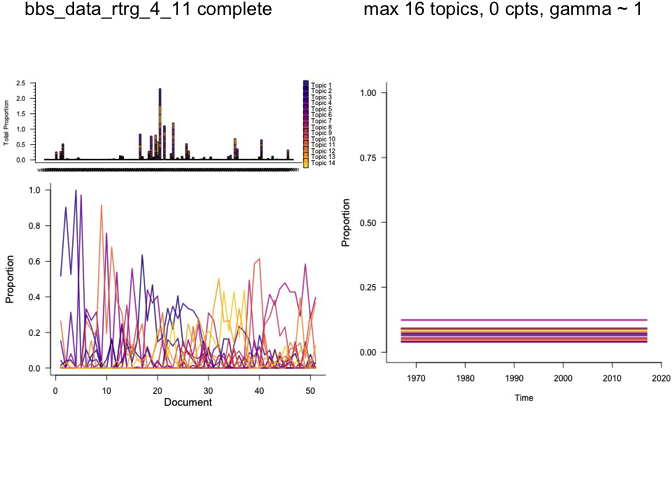 bbs_data_rtrg_4_11 complete
max 16 topics, 0 cpts, gamma ~ 1
Total Proportion
2.5
2.0
1.5
1.0
0.5
0.0
Topic 1
Topic 2
Topic 3
Topic 4
Topic 5
Topic 6
Topic 7
Topic 8
Topic 9
Topic 10
Topic 11
Topic 12
Topic 13
Topic 14
Proportion
1.0
0.8
0.6
0.4
0.2
0.0
0 10 20 30 40 50
Document
Proportion
1.00
0.75
0.50
0.25
0.00
1970 1980 1990 2000 2010 2020
Time